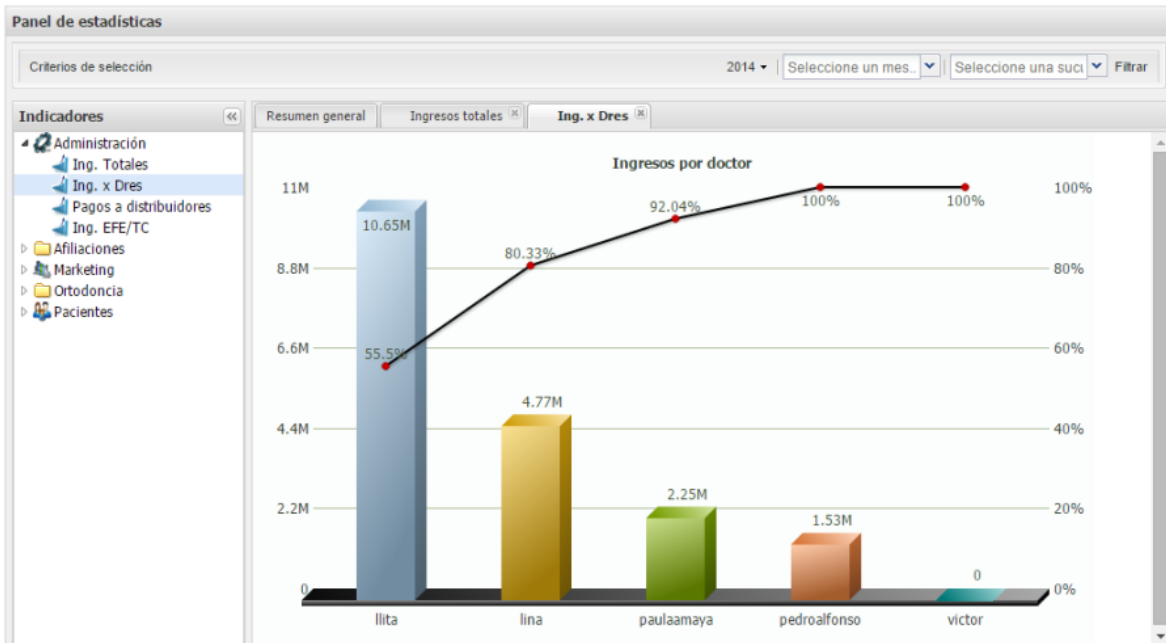 Panel de estadísticas
Criterios de selección 2014 Seleccione un mes.. Seleccione una sucu Filtrar
Indicadores
Administración
Ing. Totales
Ing. x Dres
Pagos a distribuidores
Ing. EFE/TC
Afiliaciones
Marketing
Ortodoncia
Pacientes
Resumen general Ingresos totales Ing. x Dres
Ingresos por doctor
11M 100%
10.65M 92.04% 100% 100%
80.33%
8.8M 80%
6.6M 60%
55.5%
4.77M
4.4M 40%
2.25M
2.2M 20%
1.53M
0
0 0%
llita lina paulaamaya pedroalfonso victor